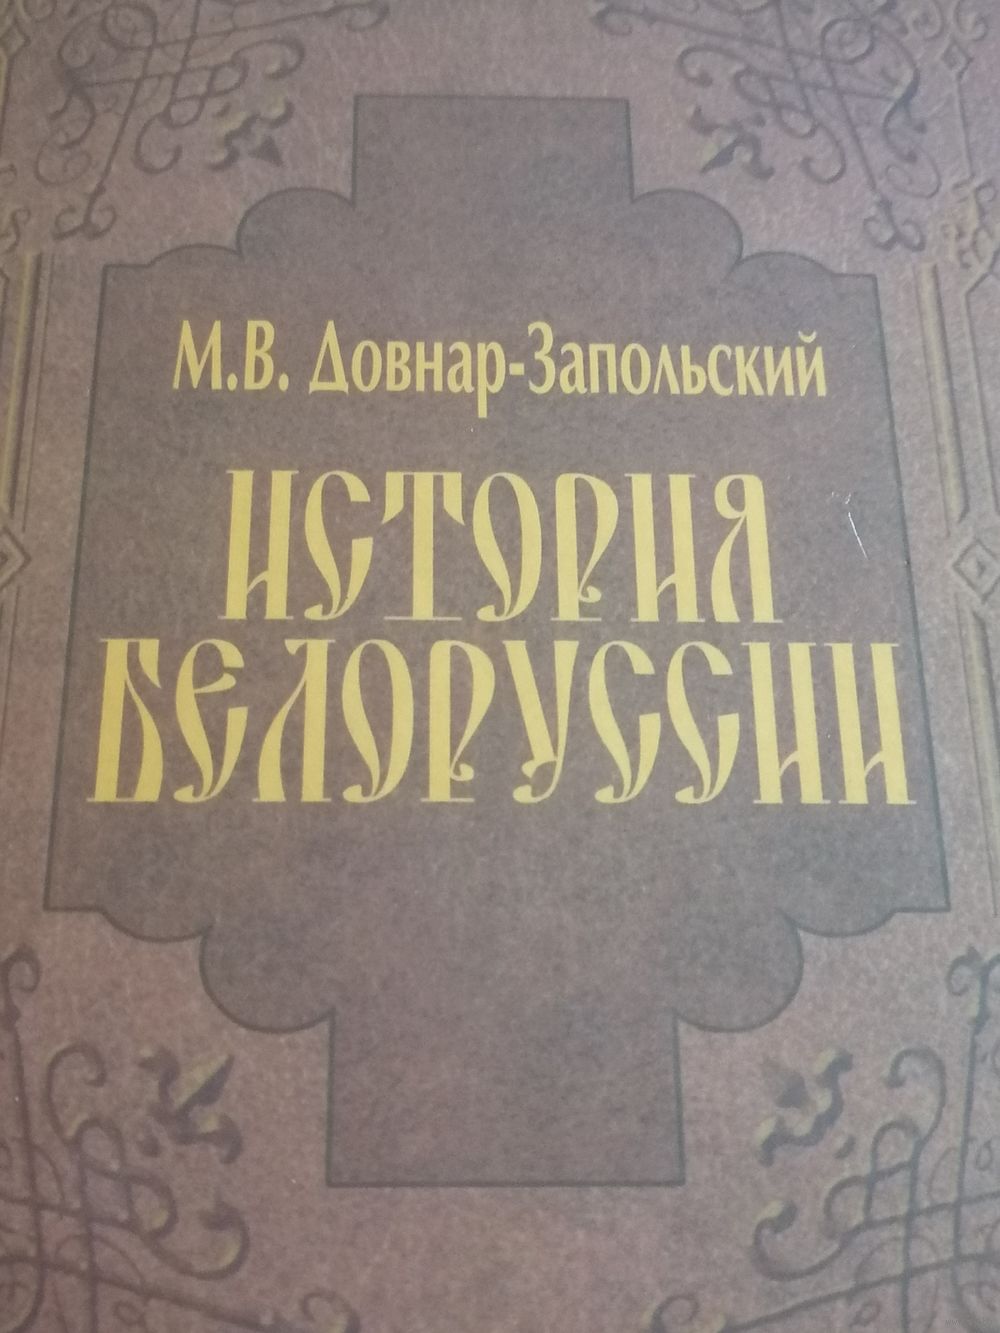 М.В. Довнар-Запольский
ИСТОРИЯ
БЕЛОРУССИИ